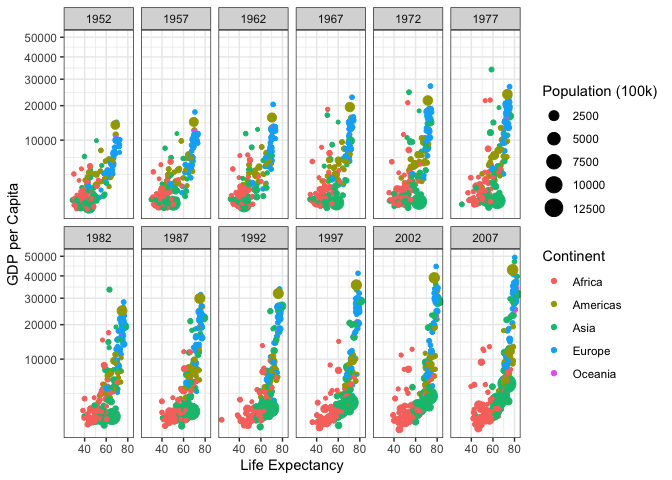 1952 1957 1962 1967 1972 1977
50000
40000
30000
20000
10000
1982 1987 1992 1997 2002 2007
50000
40000
30000
20000
10000
40 60 80 40 60 80 40 60 80 40 60 80 40 60 80 40 60 80
Life Expectancy
GDP per Capita
Population (100k)
2500
5000
7500
10000
12500
Continent
Africa
Americas
Asia
Europe
Oceania